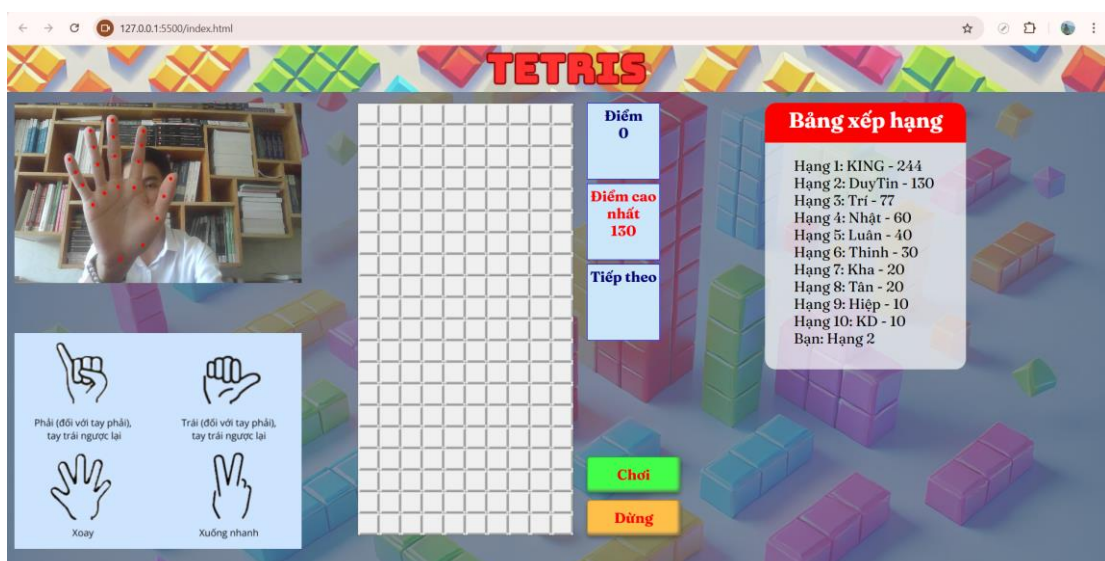 127.0.0.1:5500/index.html
TETRIS
Điểm
0
Điểm cao
nhất
130
Tiếp theo
Bảng xếp hạng
Hạng 1: KING - 244
Hạng 2: DuyTin - 130
Hạng 3: Trí - 77
Hạng 4: Nhật - 60
Hạng 5: Luân - 40
Hạng 6: Thinh - 30
Hạng 7: Kha - 20
Hạng 8: Tân - 20
Hạng 9: Hiệp - 10
Hạng 10: KD - 10
Bạn: Hạng 2
Phải (đối với tay phải),
tay trái ngược lại
Trái (đối với tay phải),
tay trái ngược lại
Xoay
Xuống nhanh
Chơi
Dừng